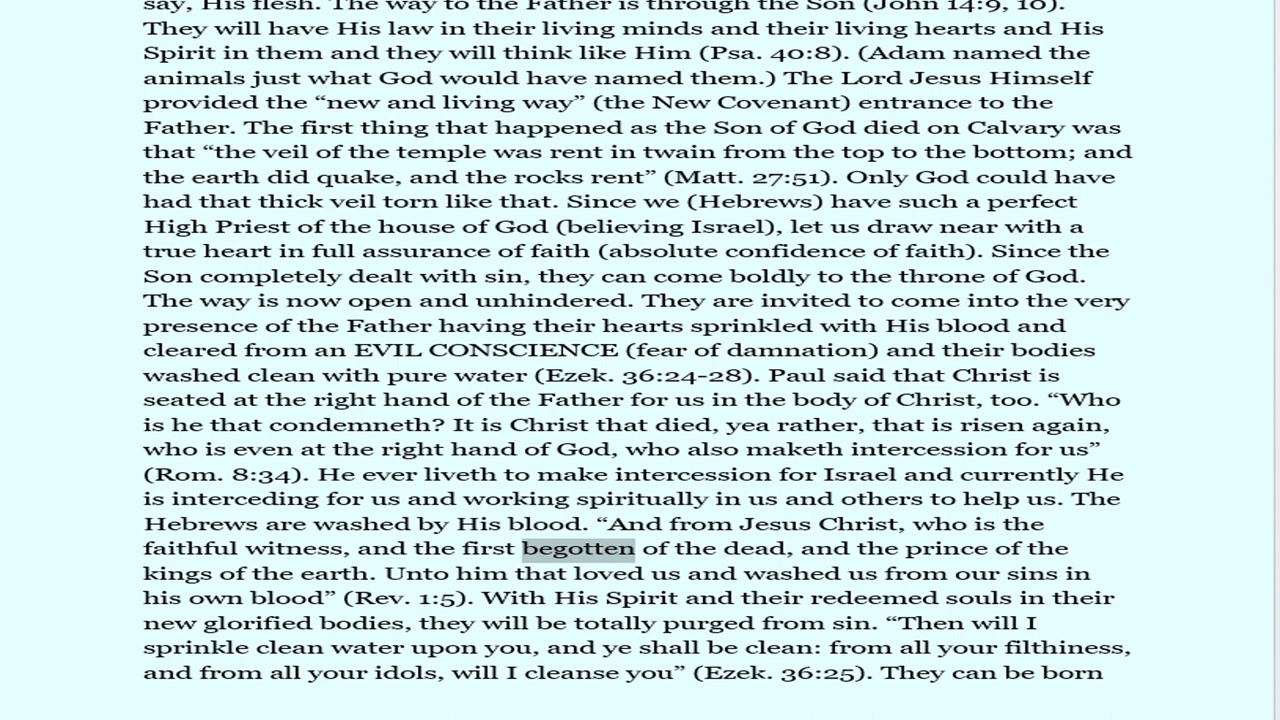 say, His flesh. The way to the Father is through the Son (John 14:9, 10).
They will have His law in their living minds and their living hearts and His
Spirit in them and they will think like Him (Psa. 40:8). (Adam named the
animals just what God would have named them.) The Lord Jesus Himself
provided the “new and living way” (the New Covenant) entrance to the
Father. The first thing that happened as the Son of God died on Calvary was
that “the veil of the temple was rent in twain from the top to the bottom; and
the earth did quake, and the rocks rent” (Matt. 27:51). Only God could have
had that thick veil torn like that. Since we (Hebrews) have such a perfect
High Priest of the house of God (believing Israel), let us draw near with a
true heart in full assurance of faith (absolute confidence of faith). Since the
Son completely dealt with sin, they can come boldly to the throne of God.
The way is now open and unhindered. They are invited to come into the very
presence of the Father having their hearts sprinkled with His blood and
cleared from an EVIL CONSCIENCE (fear of damnation) and their bodies
washed clean with pure water (Ezek. 36:24-28). Paul said that Christ is
seated at the right hand of the Father for us in the body of Christ, too. “Who
is he that condemneth? It is Christ that died, yea rather, that is risen again,
who is even at the right hand of God, who also maketh intercession for us”
(Rom. 8:34). He ever liveth to make intercession for Israel and currently He
is interceding for us and working spiritually in us and others to help us. The
Hebrews are washed by His blood. “And from Jesus Christ, who is the
faithful witness, and the first begotten of the dead, and the prince of the
kings of the earth. Unto him that loved us and washed us from our sins in
his own blood” (Rev. 1:5). With His Spirit and their redeemed souls in their
new glorified bodies, they will be totally purged from sin. “Then will I
sprinkle clean water upon you, and ye shall be clean: from all your filthiness,
and from all your idols, will I cleanse you” (Ezek. 36:25). They can be born